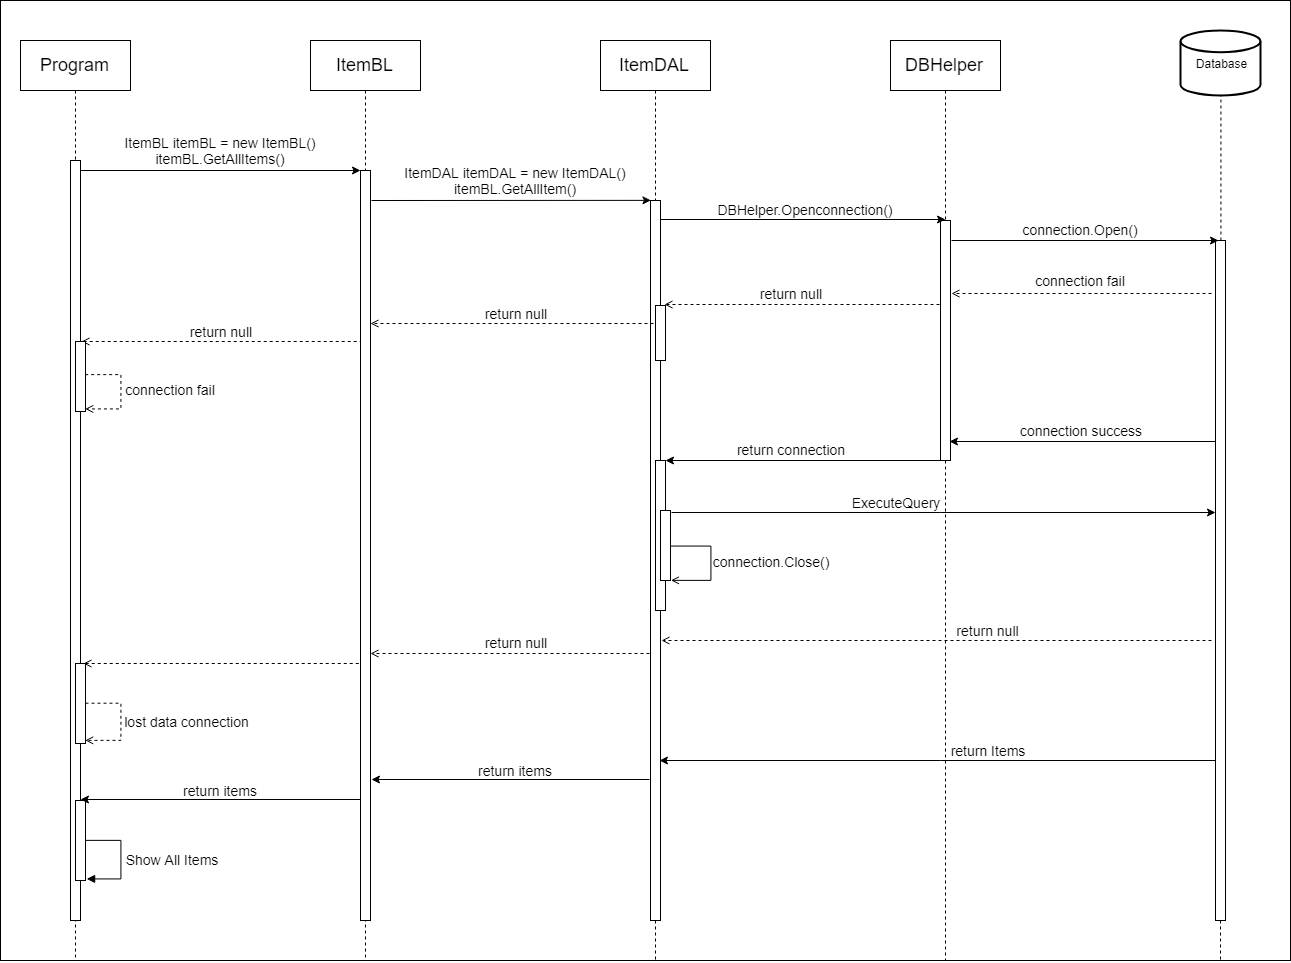 Program
ItemBL
ItemDAL
DBHelper
Database
ItemBL itemBL = new ItemBL()
itemBL.GetAllItems()
ItemDAL itemDAL = new ItemDAL()
itemBL.GetAllItem()
DBHelper.Openconnection()
connection.Open()
connection fail
return null
return null
return null
connection fail
connection success
return connection
ExecuteQuery
connection.Close()
return null
return null
lost data connection
return Items
return items
return items
Show All Items